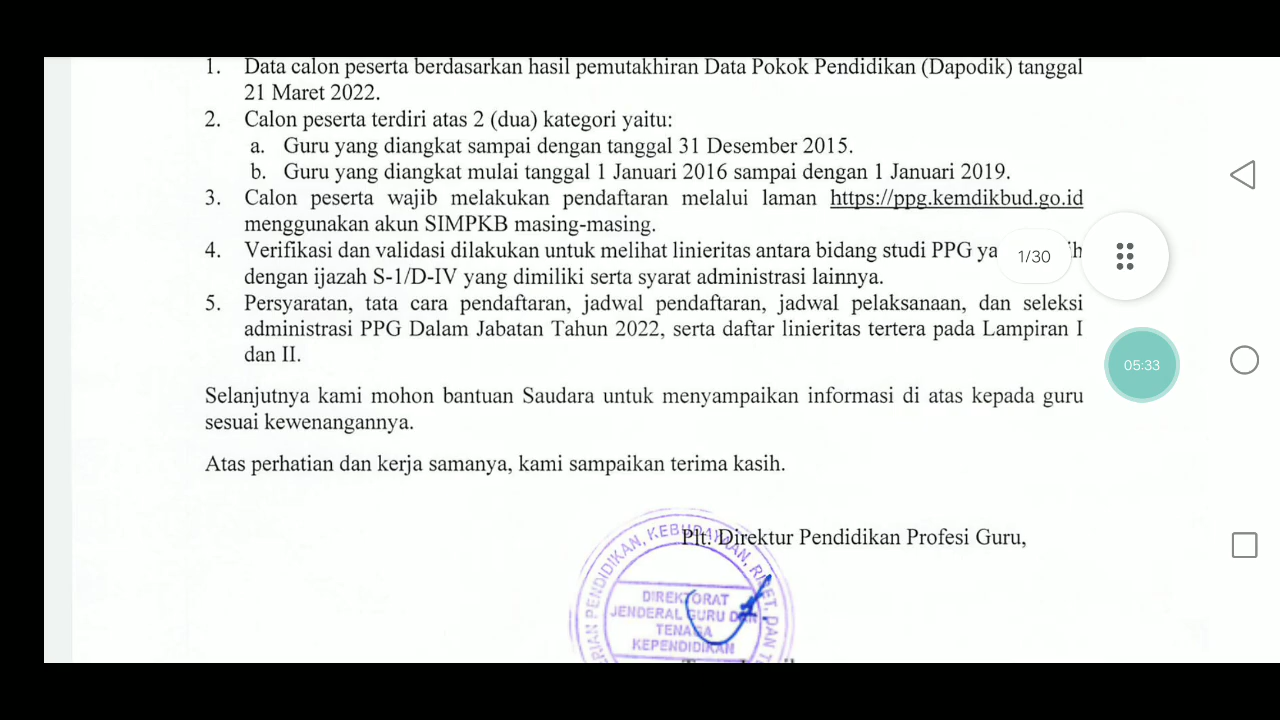 1. Data calon peserta berdasarkan hasil pemutakhiran Data Pokok Pendidikan (Dapodik) tanggal
21 Maret 2022.
2. Calon peserta terdiri atas 2 (dua) kategori yaitu:
a. Guru yang diangkat sampai dengan tanggal 31 Desember 2015.
b. Guru yang diangkat mulai tanggal 1 Januari 2016 sampai dengan 1 Januari 2019.
3. Calon peserta wajib melakukan pendaftaran melalui laman https://ppg.kemdikbud.go.id
menggunakan akun SIMPKB masing-masing.
4. Verifikasi dan validasi dilakukan untuk melihat linieritas antara bidang studi PPG
1/30
dengan ijazah S-1/D-IV yang dimiliki serta syarat administrasi lainnya.
5. Persyaratan, tata cara pendaftaran, jadwal pendaftaran, jadwal pelaksanaan, dan seleksi
administrasi PPG Dalam Jabatan Tahun 2022, serta daftar linieritas tertera pada Lampiran I
dan II.
05:33
Selanjutnya kami mohon bantuan Saudara untuk menyampaikan informasi di atas kepada guru
sesuai kewenangannya.
Atas perhatian dan kerja samanya, kami sampaikan terima kasih.
Plt. Direktur Pendidikan Profesi Guru,
PENDIDIKAN, KEBUDAYAAN, RISET, DAN
DIREKTORAT
JENDERAL GURU DAN
TENAGA
KEPENDIDIKAN